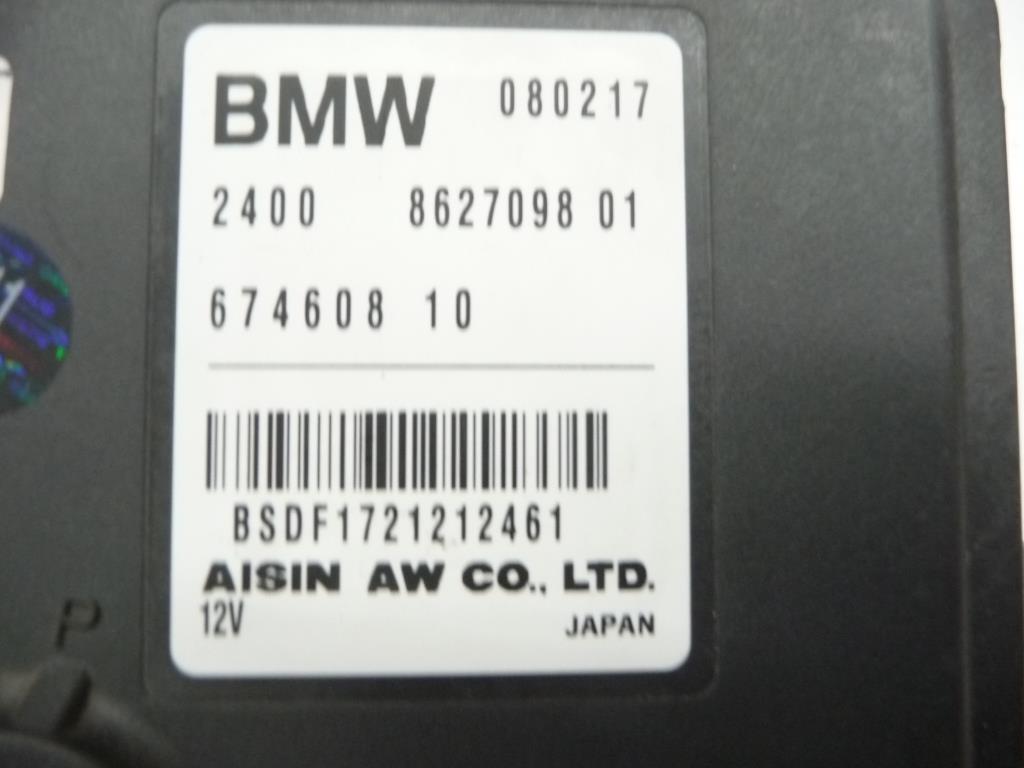 BMW 080217
2400 8627098 01
674608 10
BSDF1721212461
AISIN AW CO., LTD.
12V JAPAN
P